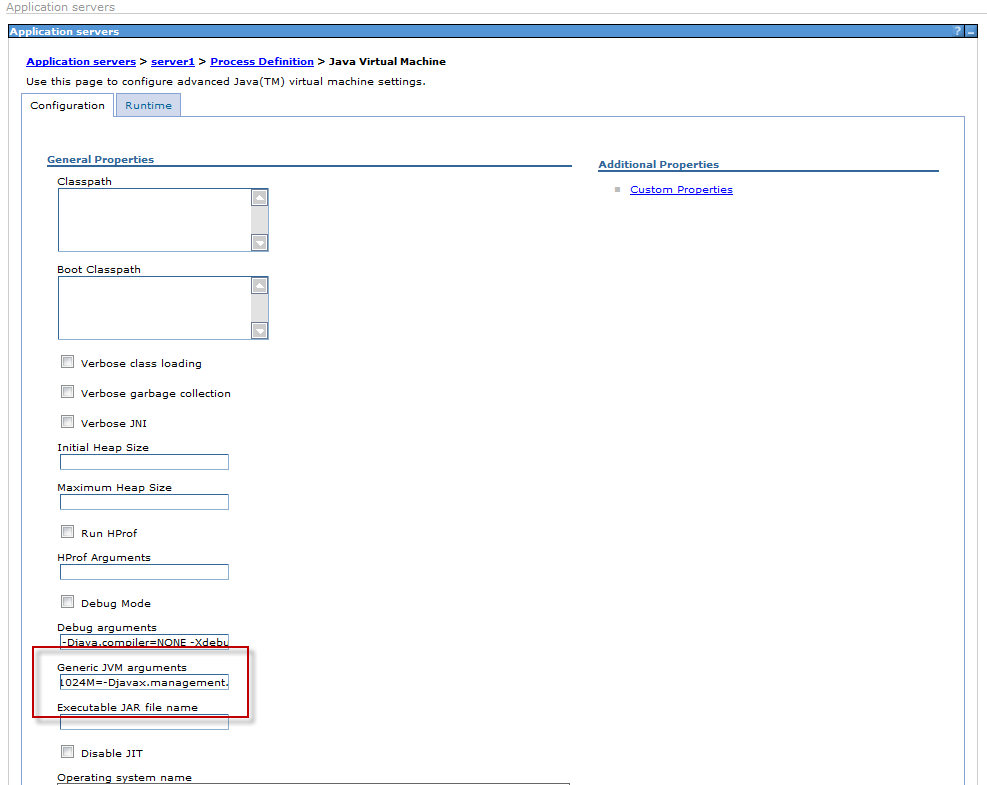 Application servers
Application servers ? _
Application servers > server1 > Process Definition > Java Virtual Machine
Use this page to configure advanced Java(TM) virtual machine settings.
Configuration Runtime
General Properties
Additional Properties
Classpath
Custom Properties
Boot Classpath
Verbose class loading
Verbose garbage collection
Verbose JNI
Initial Heap Size
Maximum Heap Size
Run HProf
HProf Arguments
Debug Mode
Debug arguments
-Djava.compiler=NONE -Xdebu
Generic JVM arguments
1024M=-Djavax.management.
Executable JAR file name
Disable JIT
Operating system name